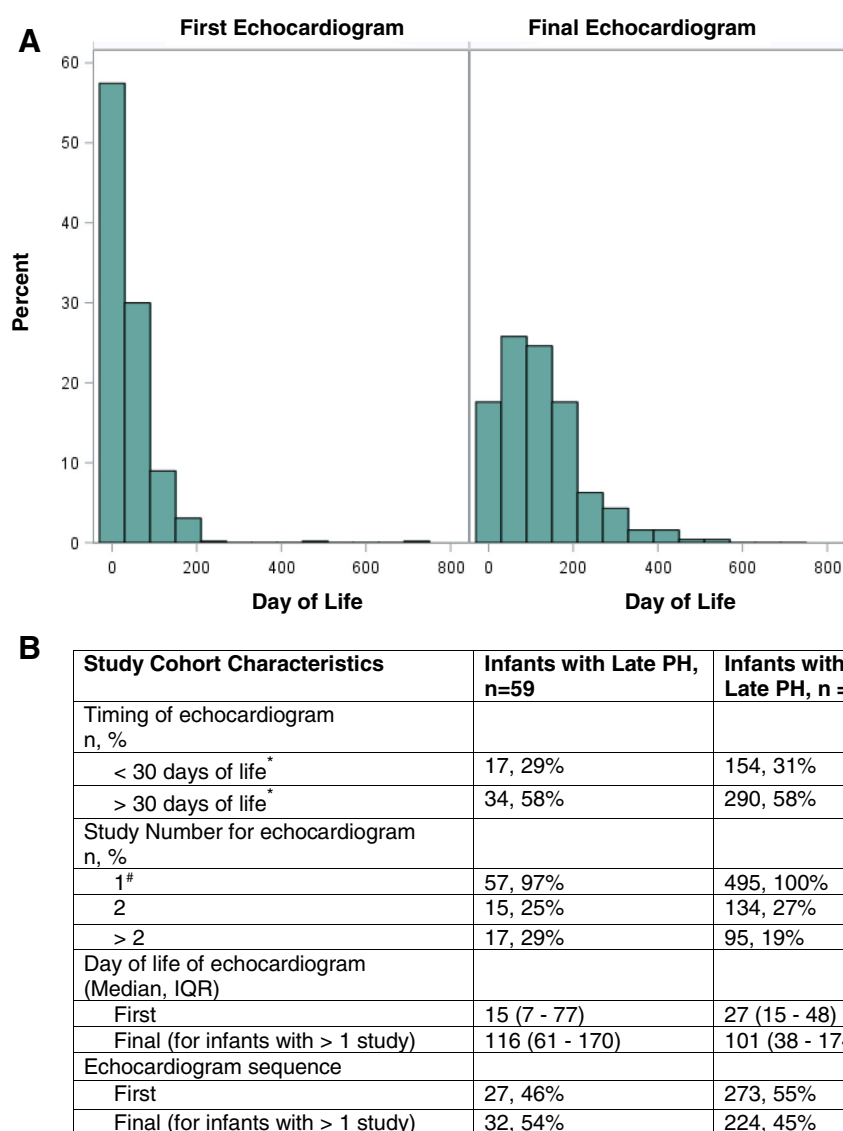 A
First Echocardiogram
Final Echocardiogram
60
50
40
30
20
10
0
Percent
0 200 400 600 800
0 200 400 600 800
Day of Life
Day of Life
B
Study Cohort Characteristics
Infants with Late PH,
n=59
Infants with
Late PH, n =
Timing of echocardiogram
n, %
< 30 days of life* 17, 29% 154, 31%
> 30 days of life* 34, 58% 290, 58%
Study Number for echocardiogram
n, %
1# 57, 97% 495, 100%
2 15, 25% 134, 27%
> 2 17, 29% 95, 19%
Day of life of echocardiogram
(Median, IQR)
First 15 (7 - 77) 27 (15 - 48)
Final (for infants with > 1 study) 116 (61 - 170) 101 (38 - 17
Echocardiogram sequence
First 27, 46% 273, 55%
Final (for infants with > 1 study) 32, 54% 224, 45%